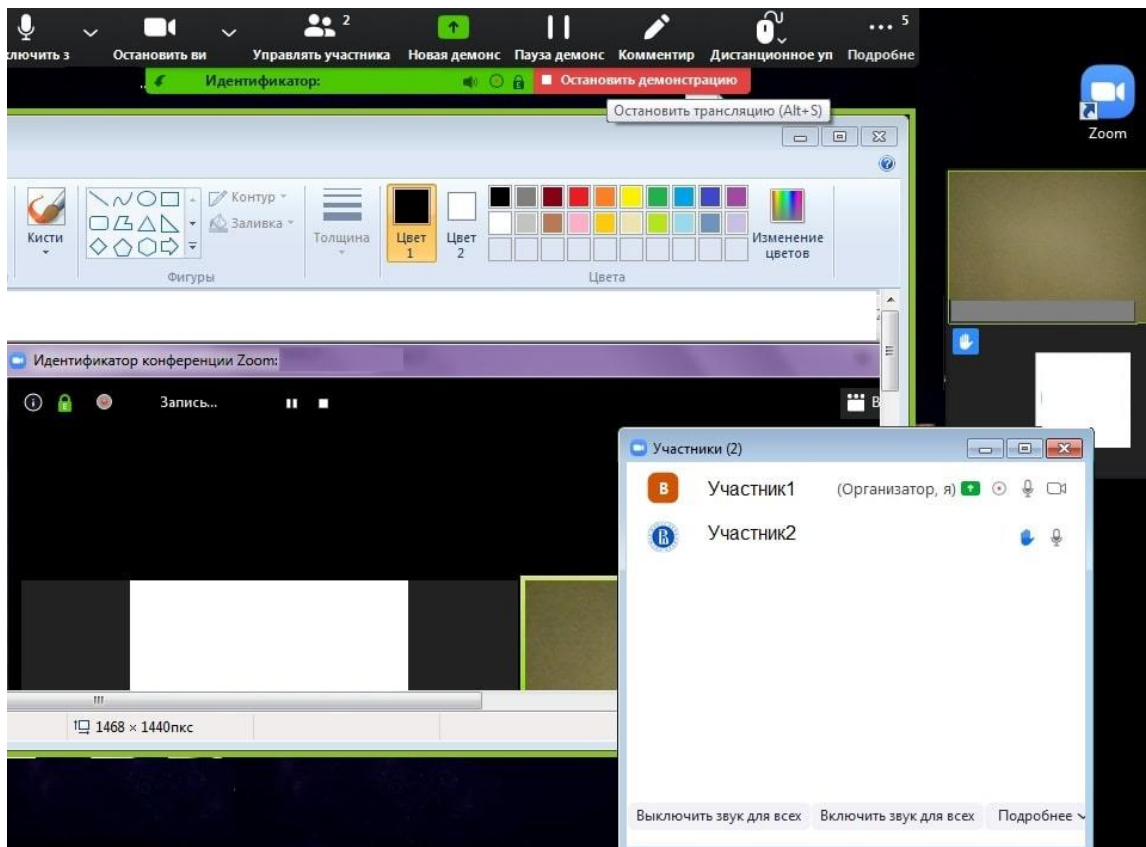 2
5
ключить з
Остановить ви
Управлять участника
Новая демонс
Пауза демонс
Комментир
Дистанционное уп
Подробне
Идентификатор:
Остановить демонстрацию
Остановить трансляцию (Alt+S)
Zoom
Кисти
Контур
Заливка
Толщина
Цвет
1
Цвет
2
Изменение
цветов
Фигуры
Цвета
Идентификатор конференции Zoom:
Запись...
В
Участники (2)
В
Участник1
(Организатор, я)
Участник2
1468 × 1440пкс
Выключить звук для всех
Включить звук для всех
Подробнее